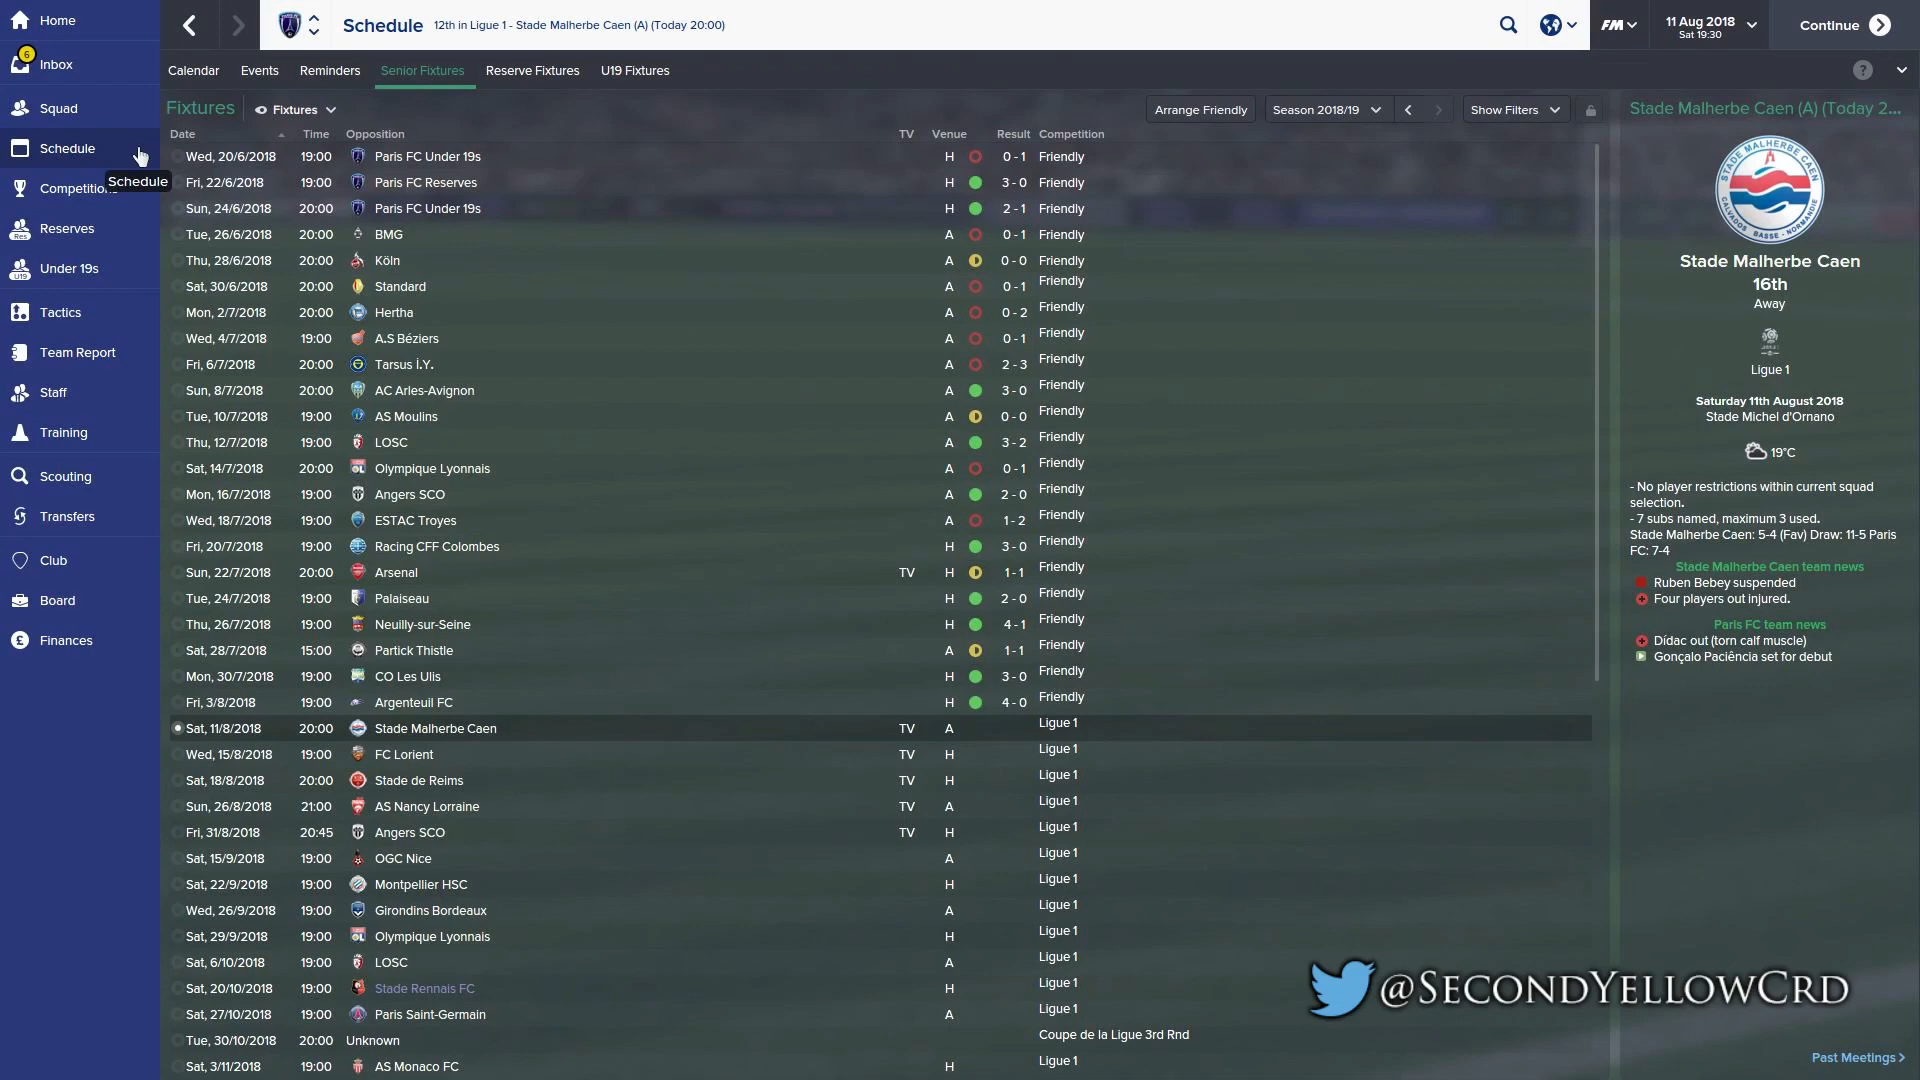 Home
6
Inbox
Squad
Schedule
Competition
Schedule
Reserves
Under 19s
Tactics
Team Report
Staff
Training
Scouting
Transfers
Club
Board
Finances
Schedule 12th in Ligue 1 - Stade Malherbe Caen (A) (Today 20:00)
FM
11 Aug 2018
Sat 19:30
Continue
Calendar Events Reminders Senior Fixtures Reserve Fixtures U19 Fixtures
?
Fixtures Fixtures Arrange Friendly Season 2018/19 Show Filters
Date Time Opposition TV Venue Result Competition
Wed, 20/6/2018 19:00 Paris FC Under 19s H 0 - 1 Friendly
Fri, 22/6/2018 19:00 Paris FC Reserves H 3 - 0 Friendly
Sun, 24/6/2018 20:00 Paris FC Under 19s H 2 - 1 Friendly
Tue, 26/6/2018 20:00 BMG A 0 - 1 Friendly
Thu, 28/6/2018 20:00 Köln A 0 - 0 Friendly
Sat, 30/6/2018 20:00 Standard A 0 - 1 Friendly
Mon, 2/7/2018 20:00 Hertha A 0 - 2 Friendly
Wed, 4/7/2018 19:00 A.S Béziers A 0 - 1 Friendly
Fri, 6/7/2018 20:00 Tarsus İ.Y. A 2 - 3 Friendly
Sun, 8/7/2018 20:00 AC Arles-Avignon A 3 - 0 Friendly
Tue, 10/7/2018 19:00 AS Moulins A 0 - 0 Friendly
Thu, 12/7/2018 19:00 LOSC A 3 - 2 Friendly
Sat, 14/7/2018 20:00 Olympique Lyonnais A 0 - 1 Friendly
Mon, 16/7/2018 19:00 Angers SCO A 2 - 0 Friendly
Wed, 18/7/2018 19:00 ESTAC Troyes A 1 - 2 Friendly
Fri, 20/7/2018 19:00 Racing CFF Colombes H 3 - 0 Friendly
Sun, 22/7/2018 20:00 Arsenal TV H 1 - 1 Friendly
Tue, 24/7/2018 19:00 Palaiseau H 2 - 0 Friendly
Thu, 26/7/2018 19:00 Neuilly-sur-Seine H 4 - 1 Friendly
Sat, 28/7/2018 15:00 Partick Thistle A 1 - 1 Friendly
Mon, 30/7/2018 19:00 CO Les Ulis H 3 - 0 Friendly
Fri, 3/8/2018 19:00 Argenteuil FC H 4 - 0 Friendly
Sat, 11/8/2018 20:00 Stade Malherbe Caen TV A Ligue 1
Wed, 15/8/2018 19:00 FC Lorient TV H Ligue 1
Sat, 18/8/2018 20:00 Stade de Reims TV H Ligue 1
Sun, 26/8/2018 21:00 AS Nancy Lorraine TV A Ligue 1
Fri, 31/8/2018 20:45 Angers SCO TV H Ligue 1
Sat, 15/9/2018 19:00 OGC Nice A Ligue 1
Sat, 22/9/2018 19:00 Montpellier HSC H Ligue 1
Wed, 26/9/2018 19:00 Girondins Bordeaux A Ligue 1
Sat, 29/9/2018 19:00 Olympique Lyonnais H Ligue 1
Sat, 6/10/2018 19:00 LOSC A Ligue 1
Sat, 20/10/2018 19:00 Stade Rennais FC H Ligue 1
Sat, 27/10/2018 19:00 Paris Saint-Germain A Ligue 1
Tue, 30/10/2018 20:00 Unknown Coupe de la Ligue 3rd Rnd
Sat, 3/11/2018 19:00 AS Monaco FC H Ligue 1
Stade Malherbe Caen (A) (Today 2...
STADE MALHERBE CAEN
CALVADOS BASSE - NORMANDIE
Stade Malherbe Caen
16th
Away
Ligue 1
Saturday 11th August 2018
Stade Michel d'Ornano
19°C
- No player restrictions within current squad
selection.
- 7 subs named, maximum 3 used.
Stade Malherbe Caen: 5-4 (Fav) Draw: 11-5 Paris
FC: 7-4
Stade Malherbe Caen team news
Ruben Bebey suspended
Four players out injured.
Paris FC team news
Dídac out (torn calf muscle)
Gonçalo Paciência set for debut
@SecondYellowCrd
Past Meetings >